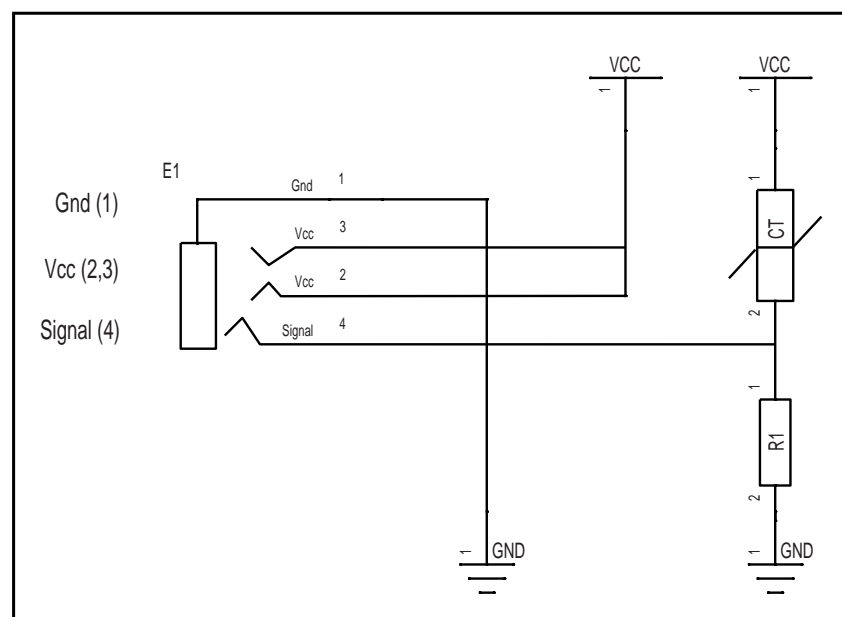 VCC
VCC
1
1
E1
Gnd 1
1
Gnd (1)
Vcc 3
CT
Vcc (2,3)
Vcc 2
2
Signal (4)
Signal 4
1
R1
2
1 GND
1 GND